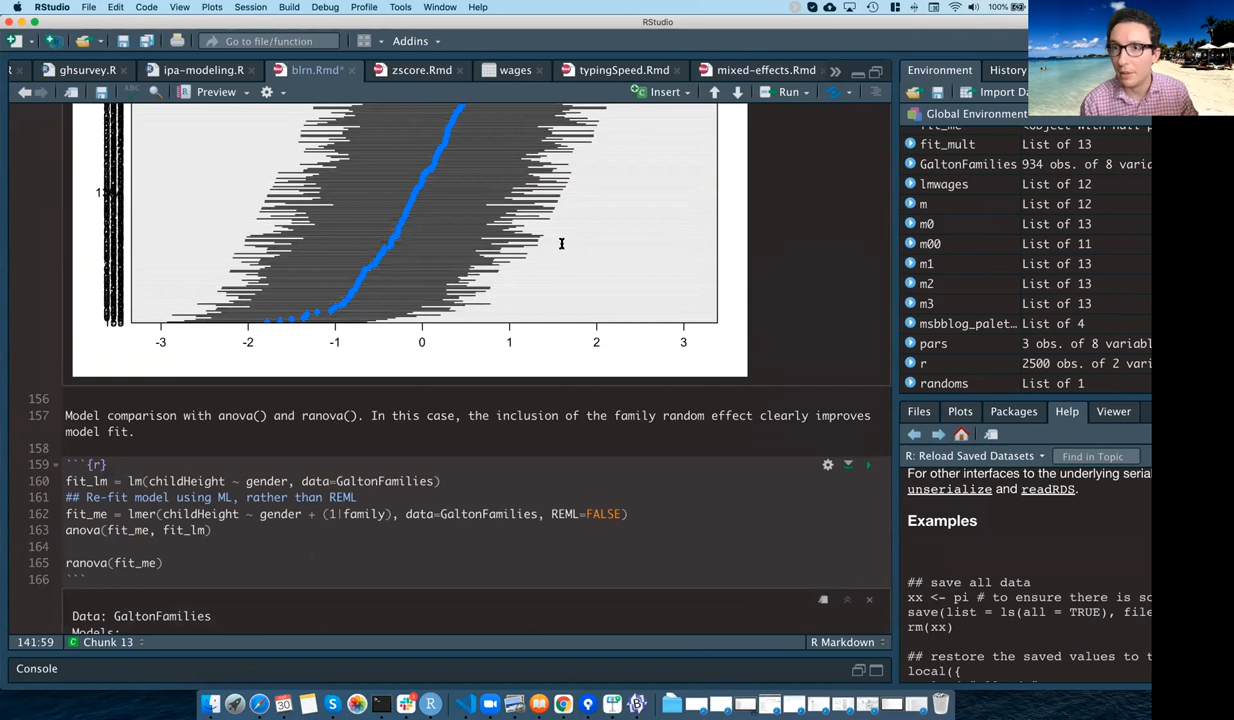 RStudio File Edit Code View Plots Session Build Debug Profile Tools Window Help
100%
RStudio
Go to file/function
Addins
ghsurvey.R
ipa-modeling.R
blrn.Rmd*
zscore.Rmd
wages
typingSpeed.Rmd
mixed-effects.Rmd
Environment
History
Preview
Insert
Run
Import Da
Global Environm
fit_mult List of 13
GaltonFamilies 934 obs. of 8 varia
lmwages List of 12
m List of 12
m0 List of 13
m00 List of 11
m1 List of 13
m2 List of 13
m3 List of 13
msbblog_palet… List of 4
pars 3 obs. of 8 variabl
r 2500 obs. of 2 vari
randoms List of 1
-3 -2 -1 0 1 2 3
156
157 Model comparison with anova() and ranova(). In this case, the inclusion of the family random effect clearly improves
model fit.
158
159 ```{r}
160 fit_lm = lm(childHeight ~ gender, data=GaltonFamilies)
161 ## Re-fit model using ML, rather than REML
162 fit_me = lmer(childHeight ~ gender + (1|family), data=GaltonFamilies, REML=FALSE)
163 anova(fit_me, fit_lm)
164
165 ranova(fit_me)
166 ```
Data: GaltonFamilies
Models:
141:59 Chunk 13
R Markdown
Console
Files Plots Packages Help Viewer
R: Reload Saved Datasets
Find in Topic
For other interfaces to the underlying serial
unserialize and readRDS.
Examples
## save all data
xx <- pi # to ensure there is so
save(list = ls(all = TRUE), file
rm(xx)
## restore the saved values to t
local({
30